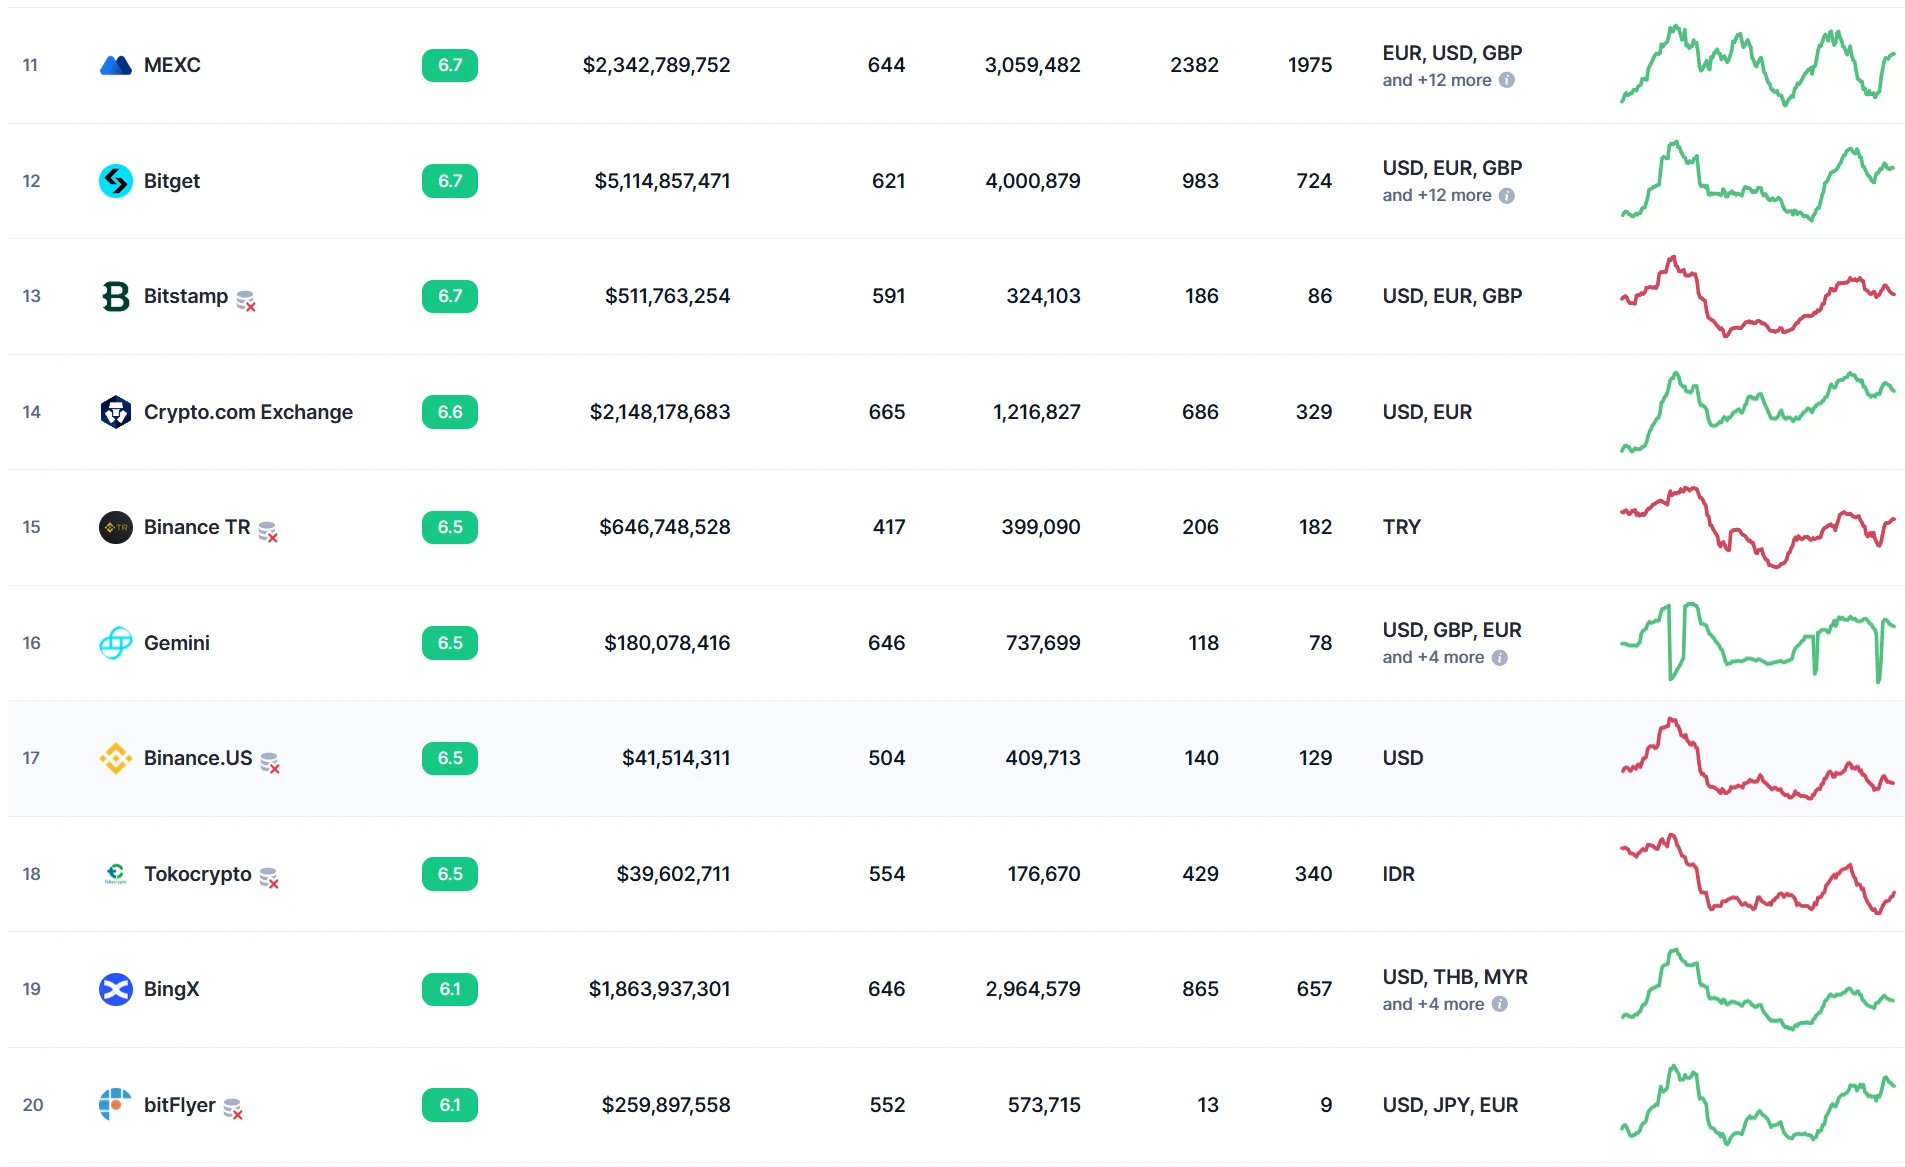 11 MEXC 6.7 $2,342,789,752 644 3,059,482 2382 1975 EUR, USD, GBP
and +12 more
12 Bitget 6.7 $5,114,857,471 621 4,000,879 983 724 USD, EUR, GBP
and +12 more
13 Bitstamp 6.7 $511,763,254 591 324,103 186 86 USD, EUR, GBP
14 Crypto.com Exchange 6.6 $2,148,178,683 665 1,216,827 686 329 USD, EUR
15 Binance TR 6.5 $646,748,528 417 399,090 206 182 TRY
16 Gemini 6.5 $180,078,416 646 737,699 118 78 USD, GBP, EUR
and +4 more
17 Binance.US 6.5 $41,514,311 504 409,713 140 129 USD
18 Tokocrypto 6.5 $39,602,711 554 176,670 429 340 IDR
19 BingX 6.1 $1,863,937,301 646 2,964,579 865 657 USD, THB, MYR
and +4 more
20 bitFlyer 6.1 $259,897,558 552 573,715 13 9 USD, JPY, EUR